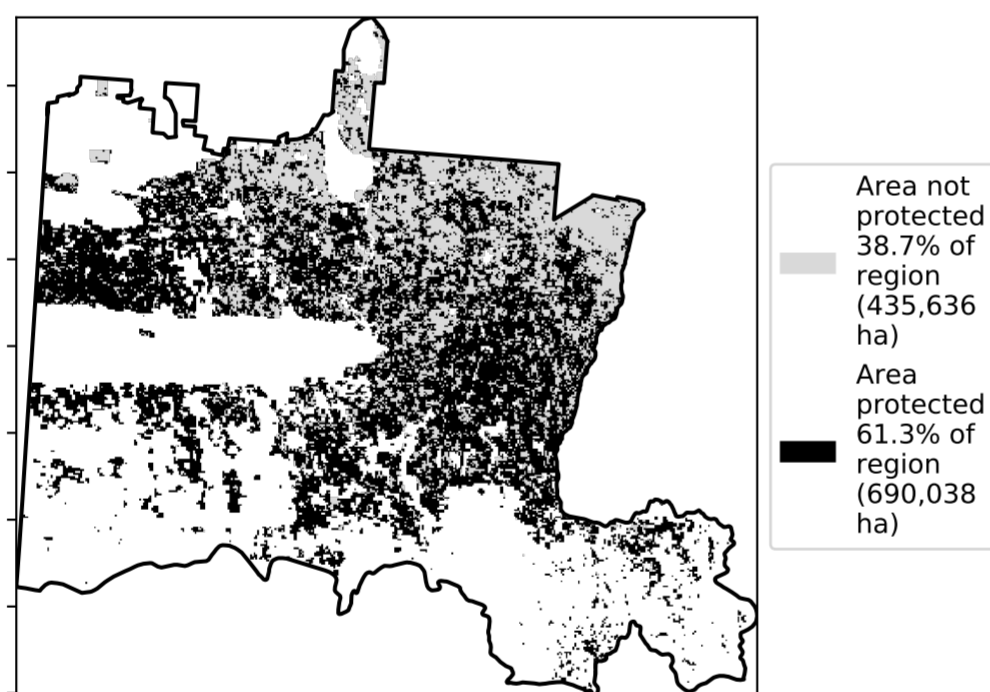 Area not
protected
38.7% of
region
(435,636
ha)
Area
protected
61.3% of
region
(690,038
ha)